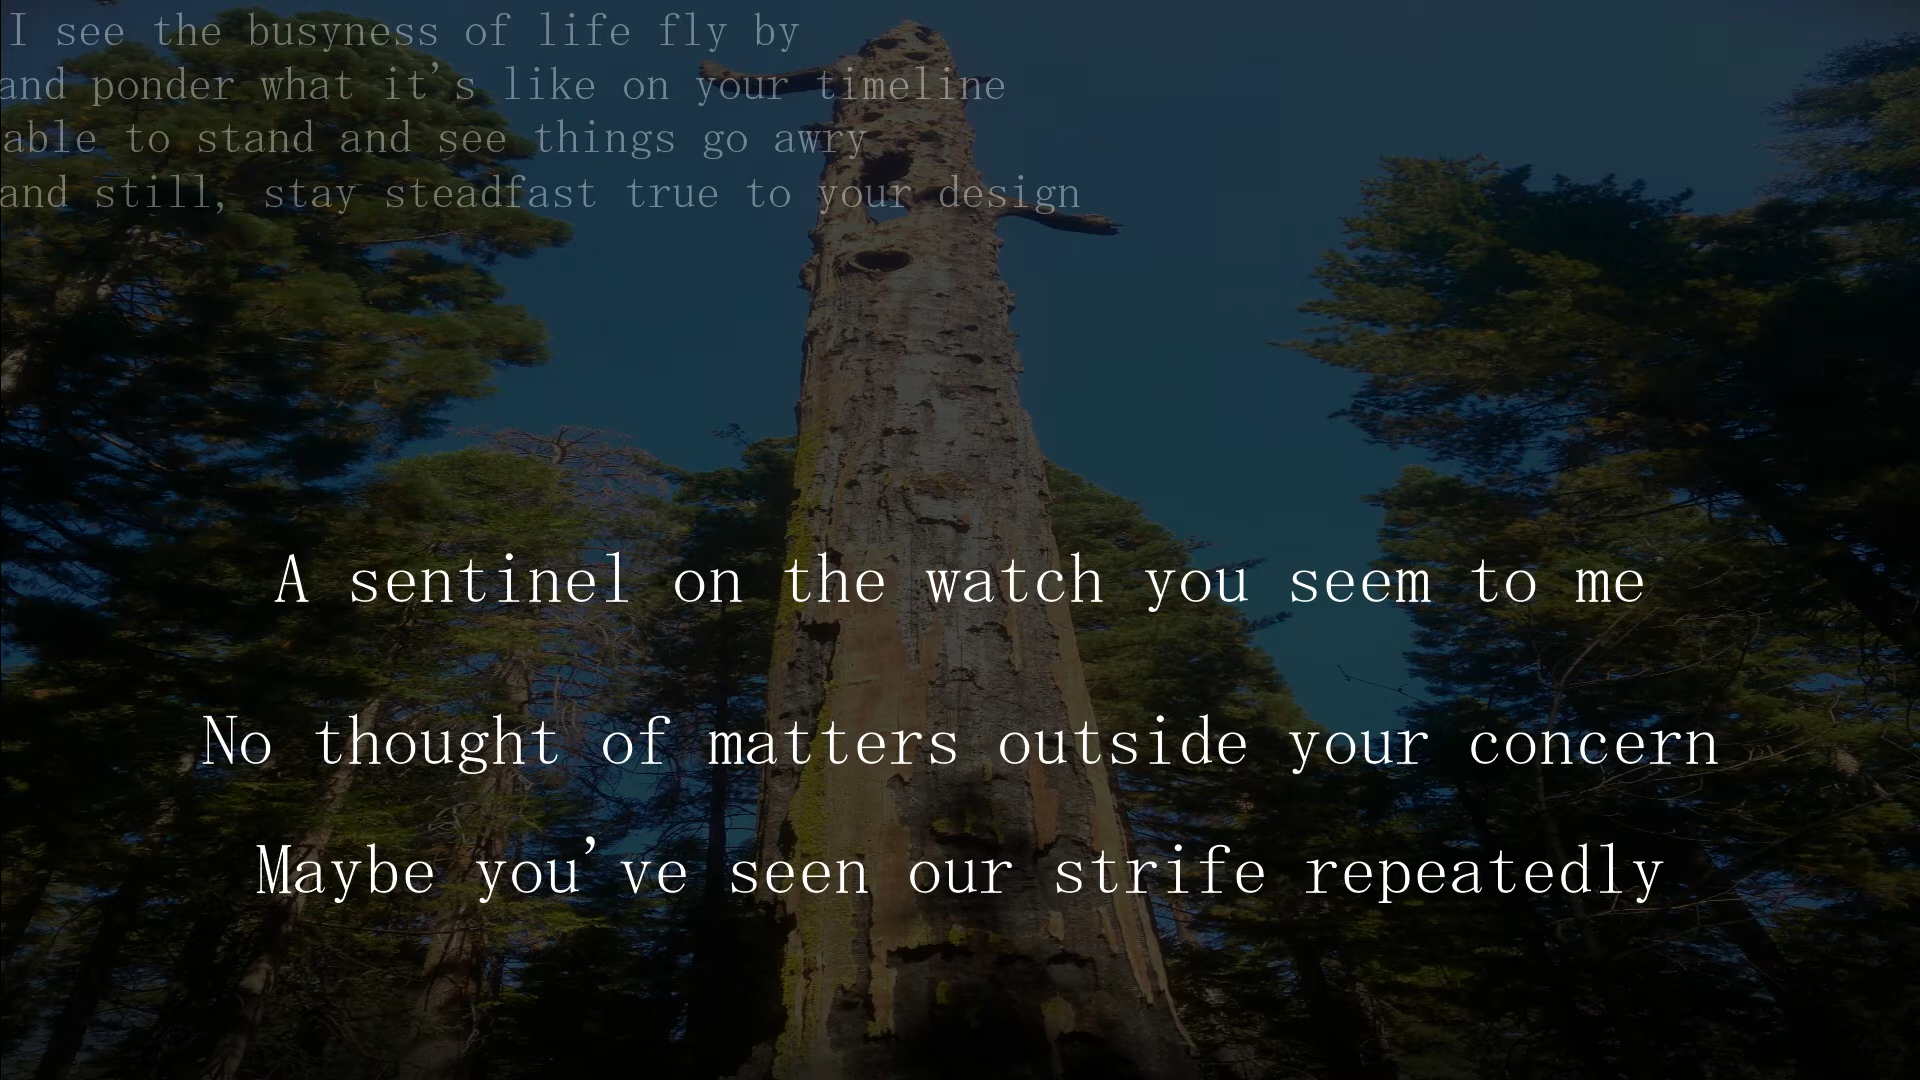 I see the busyness of life fly by
and ponder what it's like on your timeline
able to stand and see things go awry
and still, stay steadfast true to your design
A sentinel on the watch you seem to me
No thought of matters outside your concern
Maybe you've seen our strife repeatedly